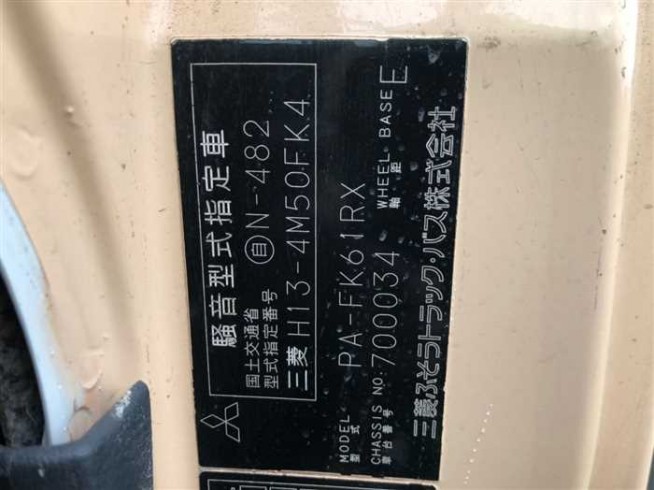 騒音型式指定車
国土交通省
型式指定番号 自 N-482
三菱 H13-4M50FK4
MODEL PA-FK61RX
型式
CHASSIS NO. 700034 WHEEL BASE E
車台番号 軸距
三菱ふそうトラック・バス株式会社